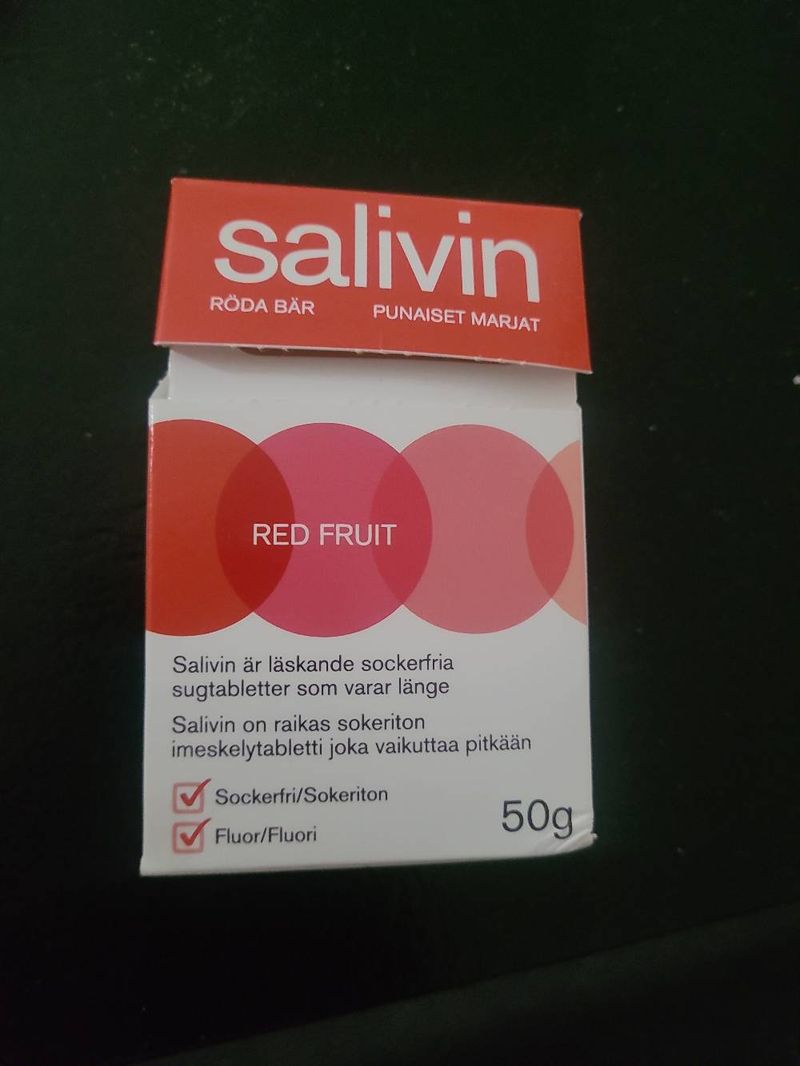 salivin
RÖDA BÄR PUNAISET MARJAT
RED FRUIT
Salivin är läskande sockerfria
sugtabletter som varar länge
Salivin on raikas sokeriton
imeskelytabletti joka vaikuttaa pitkään
Sockerfri/Sokeriton
Fluor/Fluori
50g